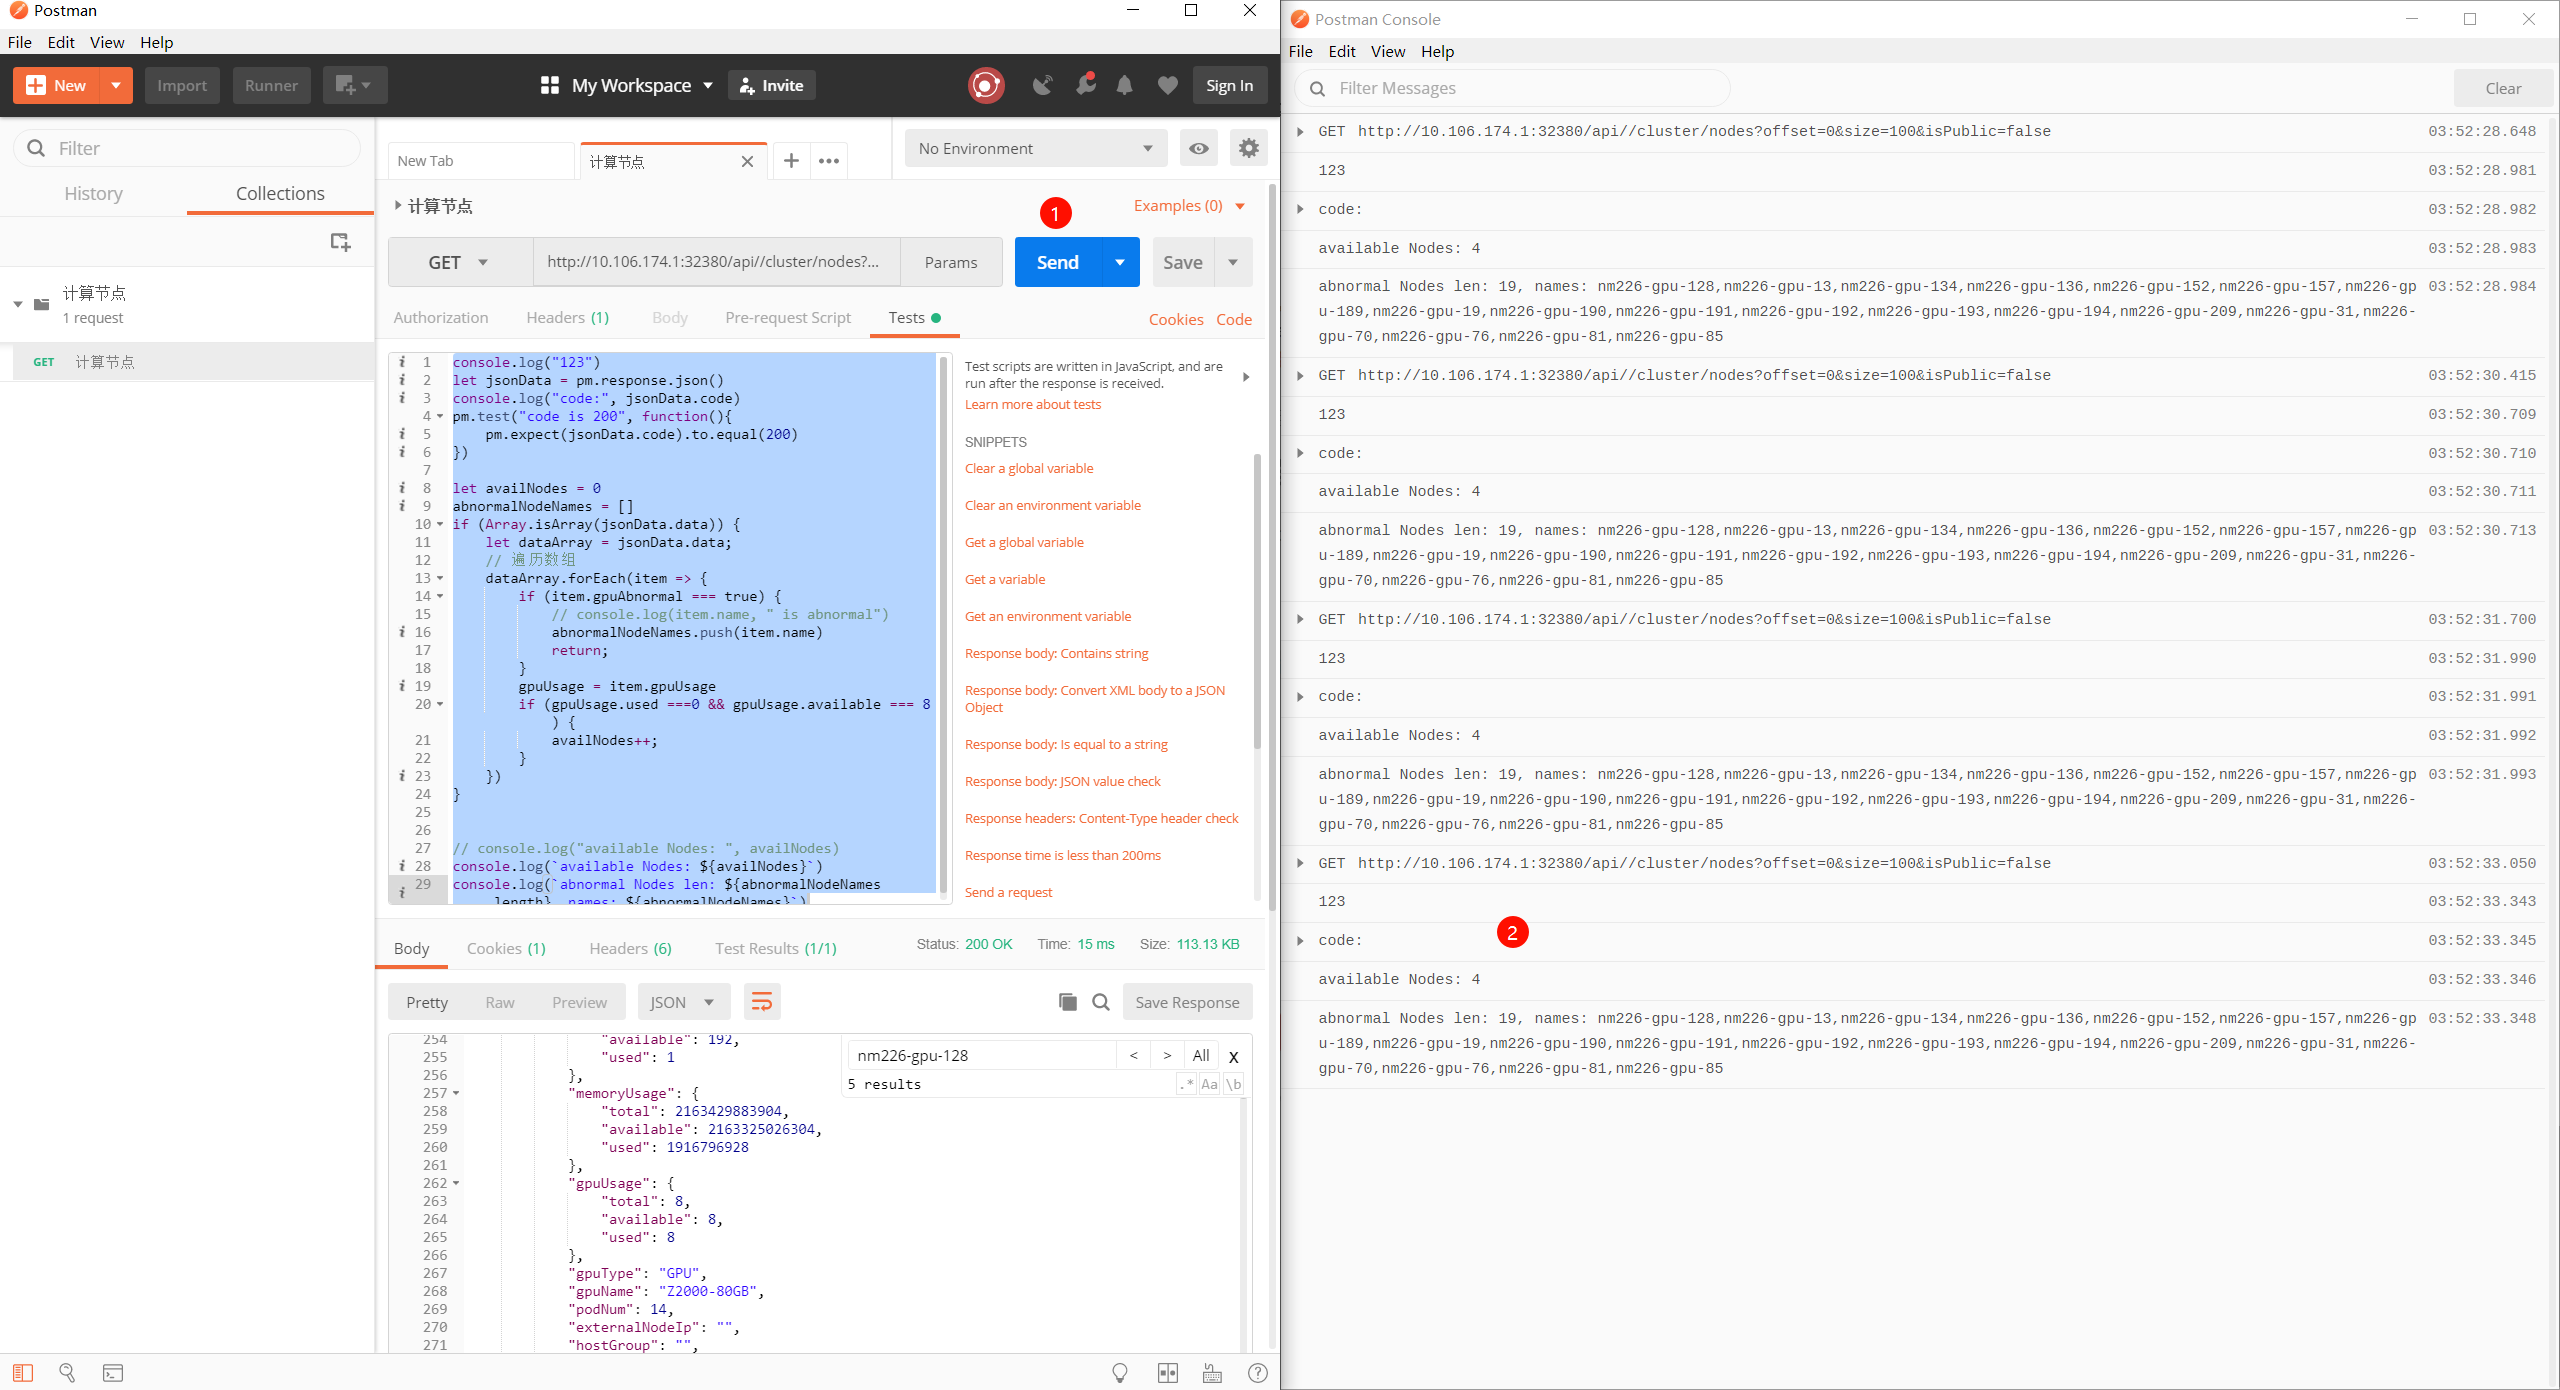 Postman
File Edit View Help
New Import Runner My Workspace Invite Sign In
Filter
History Collections
计算节点
1 request
GET 计算节点
New Tab
计算节点
No Environment
计算节点
1
Examples (0)
GET http://10.106.174.1:32380/api//cluster/nodes?... Params Send Save
Authorization Headers (1) Body Pre-request Script Tests Cookies Code
1 console.log("123")
2 let jsonData = pm.response.json()
3 console.log("code:", jsonData.code)
4 pm.test("code is 200", function(){
5 pm.expect(jsonData.code).to.equal(200)
6 })
7
8 let availNodes = 0
9 abnormalNodeNames = []
10 if (Array.isArray(jsonData.data)) {
11 let dataArray = jsonData.data;
12 // 遍历数组
13 dataArray.forEach(item => {
14 if (item.gpuAbnormal === true) {
15 // console.log(item.name, " is abnormal")
16 abnormalNodeNames.push(item.name)
17 return;
18 }
19 gpuUsage = item.gpuUsage
20 if (gpuUsage.used ===0 && gpuUsage.available === 8
) {
21 availNodes++;
22 }
23 })
24 }
25
26
27 // console.log("available Nodes: ", availNodes)
28 console.log(`available Nodes: ${availNodes}`)
29 console.log(`abnormal Nodes len: ${abnormalNodeNames
.length}, names: ${abnormalNodeNames}`)
Test scripts are written in JavaScript, and are
run after the response is received.
Learn more about tests
SNIPPETS
Clear a global variable
Clear an environment variable
Get a global variable
Get a variable
Get an environment variable
Response body: Contains string
Response body: Convert XML body to a JSON
Object
Response body: Is equal to a string
Response body: JSON value check
Response headers: Content-Type header check
Response time is less than 200ms
Send a request
Body Cookies (1) Headers (6) Test Results (1/1) Status: 200 OK Time: 15 ms Size: 113.13 KB
Pretty Raw Preview JSON Save Response
nm226-gpu-128 < > All X
5 results .* Aa \b
254 "available": 192,
255 "used": 1
256 },
257 "memoryUsage": {
258 "total": 2163429883904,
259 "available": 2163325026304,
260 "used": 1916796928
261 },
262 "gpuUsage": {
263 "total": 8,
264 "available": 8,
265 "used": 8
266 },
267 "gpuType": "GPU",
268 "gpuName": "Z2000-80GB",
269 "podNum": 14,
270 "externalNodeIp": "",
271 "hostGroup": "",
Postman Console
File Edit View Help
Filter Messages Clear
GET http://10.106.174.1:32380/api//cluster/nodes?offset=0&size=100&isPublic=false 03:52:28.648
123 03:52:28.981
code: 03:52:28.982
available Nodes: 4 03:52:28.983
abnormal Nodes len: 19, names: nm226-gpu-128,nm226-gpu-13,nm226-gpu-134,nm226-gpu-136,nm226-gpu-152,nm226-gpu-157,nm226-gp 03:52:28.984
u-189,nm226-gpu-19,nm226-gpu-190,nm226-gpu-191,nm226-gpu-192,nm226-gpu-193,nm226-gpu-194,nm226-gpu-209,nm226-gpu-31,nm226-
gpu-70,nm226-gpu-76,nm226-gpu-81,nm226-gpu-85
GET http://10.106.174.1:32380/api//cluster/nodes?offset=0&size=100&isPublic=false 03:52:30.415
123 03:52:30.709
code: 03:52:30.710
available Nodes: 4 03:52:30.711
abnormal Nodes len: 19, names: nm226-gpu-128,nm226-gpu-13,nm226-gpu-134,nm226-gpu-136,nm226-gpu-152,nm226-gpu-157,nm226-gp 03:52:30.713
u-189,nm226-gpu-19,nm226-gpu-190,nm226-gpu-191,nm226-gpu-192,nm226-gpu-193,nm226-gpu-194,nm226-gpu-209,nm226-gpu-31,nm226-
gpu-70,nm226-gpu-76,nm226-gpu-81,nm226-gpu-85
GET http://10.106.174.1:32380/api//cluster/nodes?offset=0&size=100&isPublic=false 03:52:31.700
123 03:52:31.990
code: 03:52:31.991
available Nodes: 4 03:52:31.992
abnormal Nodes len: 19, names: nm226-gpu-128,nm226-gpu-13,nm226-gpu-134,nm226-gpu-136,nm226-gpu-152,nm226-gpu-157,nm226-gp 03:52:31.993
u-189,nm226-gpu-19,nm226-gpu-190,nm226-gpu-191,nm226-gpu-192,nm226-gpu-193,nm226-gpu-194,nm226-gpu-209,nm226-gpu-31,nm226-
gpu-70,nm226-gpu-76,nm226-gpu-81,nm226-gpu-85
GET http://10.106.174.1:32380/api//cluster/nodes?offset=0&size=100&isPublic=false 03:52:33.050
123 03:52:33.343
2
code: 03:52:33.345
available Nodes: 4 03:52:33.346
abnormal Nodes len: 19, names: nm226-gpu-128,nm226-gpu-13,nm226-gpu-134,nm226-gpu-136,nm226-gpu-152,nm226-gpu-157,nm226-gp 03:52:33.348
u-189,nm226-gpu-19,nm226-gpu-190,nm226-gpu-191,nm226-gpu-192,nm226-gpu-193,nm226-gpu-194,nm226-gpu-209,nm226-gpu-31,nm226-
gpu-70,nm226-gpu-76,nm226-gpu-81,nm226-gpu-85